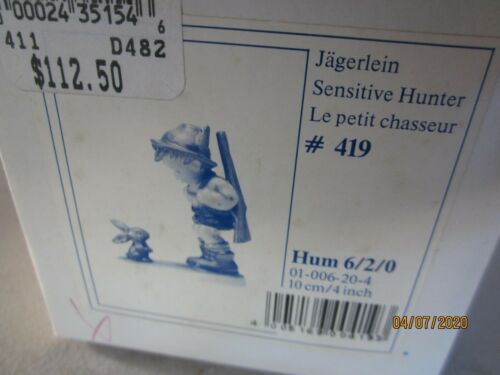 00024 35154 6
411 D482
$112.50
Jägerlein
Sensitive Hunter
Le petit chasseur
# 419
Hum 6/2/0
01-006-20-4
10 cm/4 inch
04/07/2020